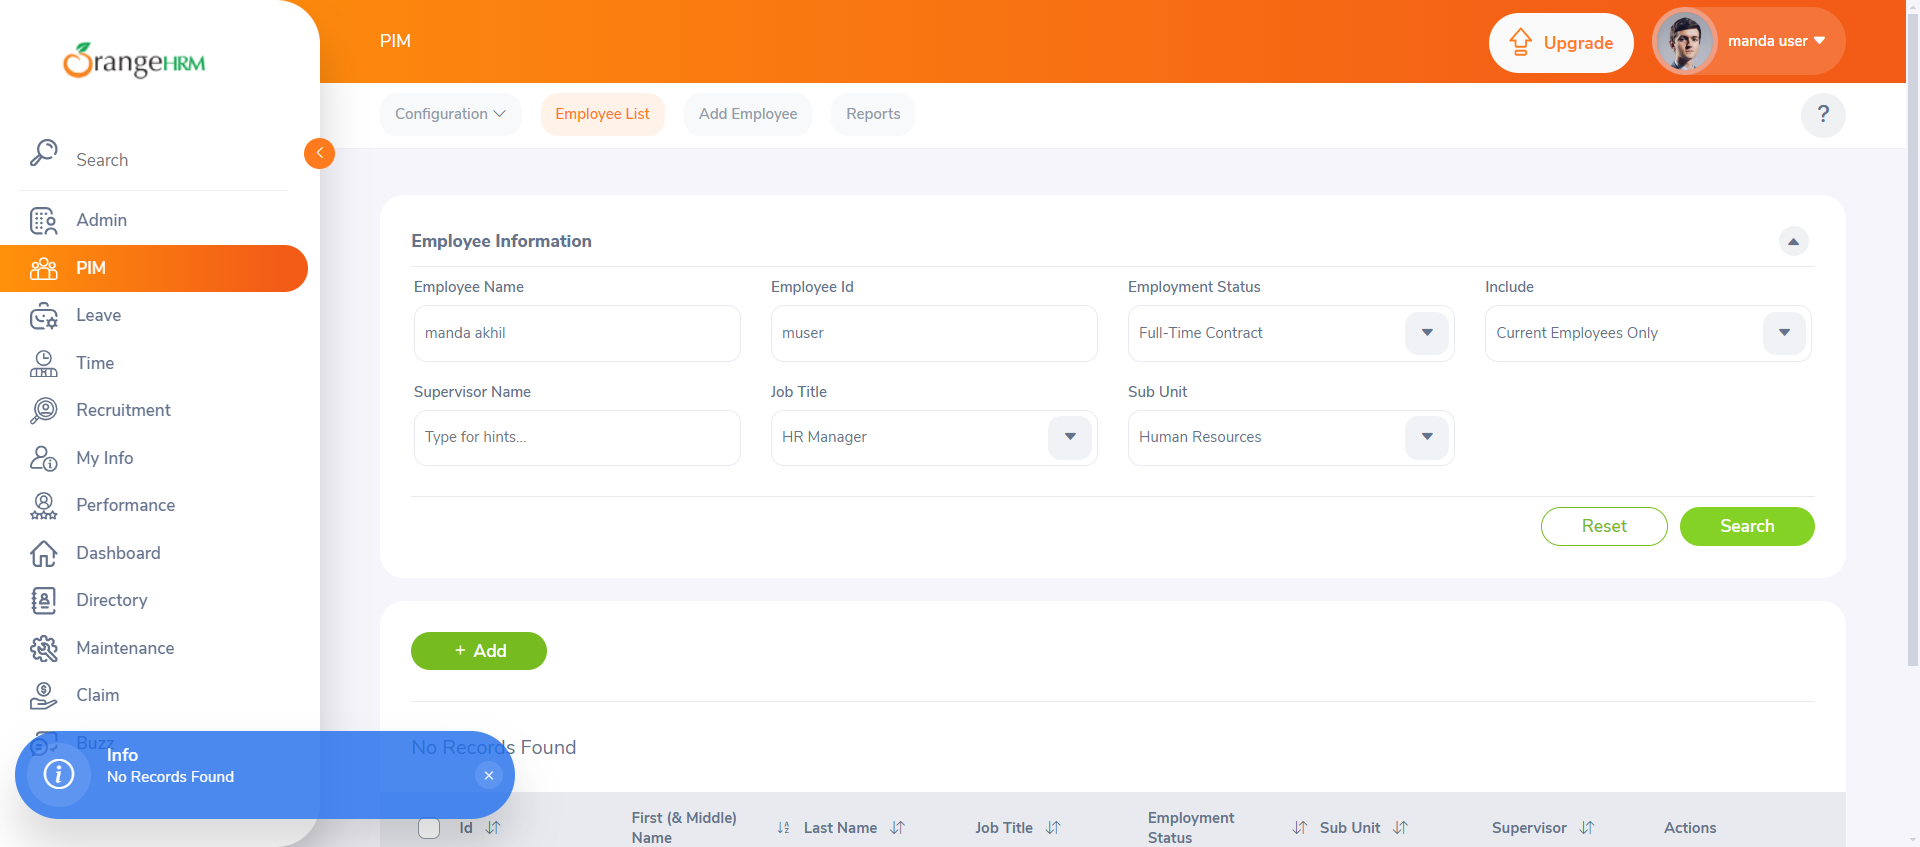 OrangeHRM
PIM
Upgrade
manda user
Configuration
Employee List
Add Employee
Reports
?
Search
Admin
PIM
Leave
Time
Recruitment
My Info
Performance
Dashboard
Directory
Maintenance
Claim
Buzz
Employee Information
Employee Name
Employee Id
Employment Status
Include
manda akhil
muser
Full-Time Contract
Current Employees Only
Supervisor Name
Job Title
Sub Unit
Type for hints...
HR Manager
Human Resources
Reset
Search
+ Add
No Records Found
Info
No Records Found
Id
First (& Middle)
Name
Last Name
Job Title
Employment
Status
Sub Unit
Supervisor
Actions